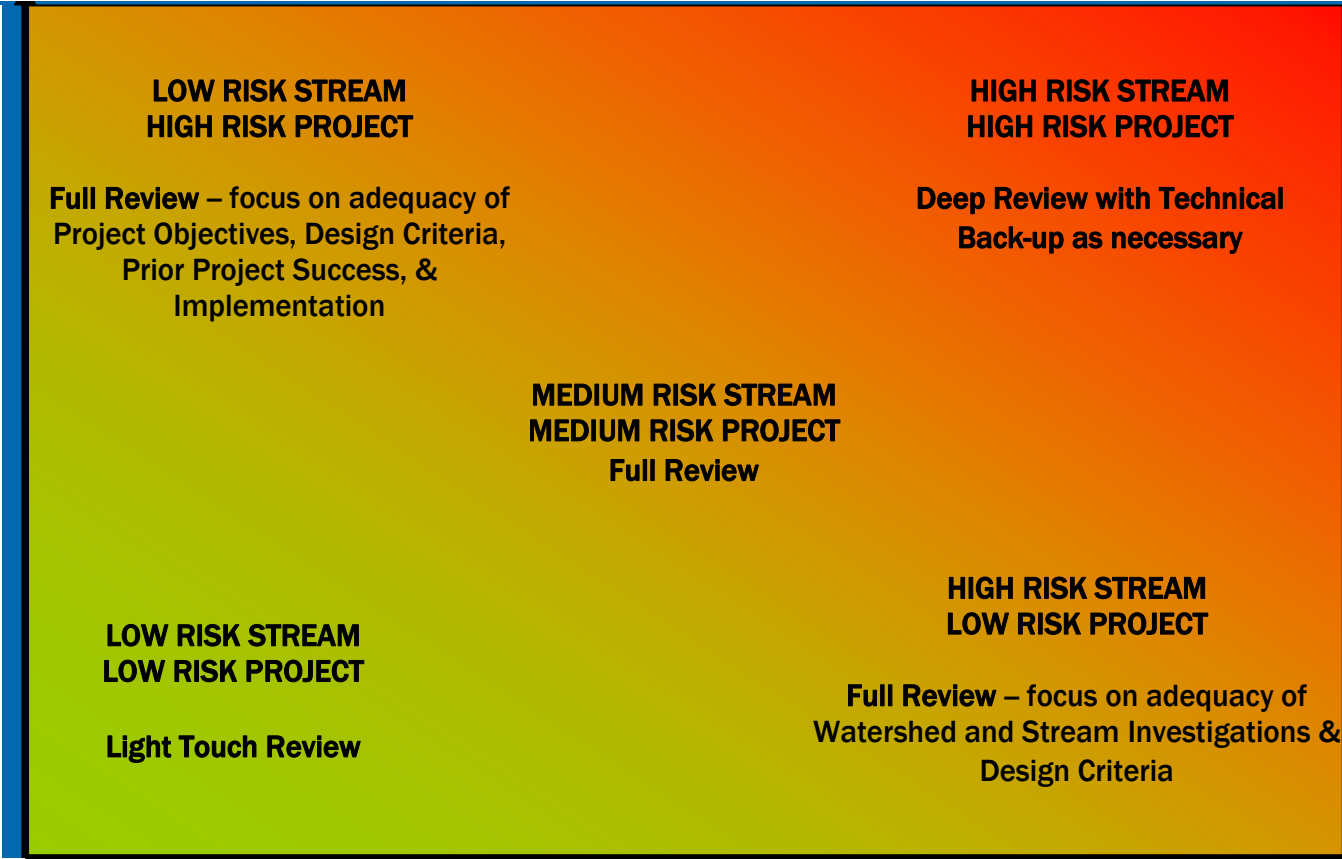 LOW RISK STREAM
HIGH RISK PROJECT
Full Review – focus on adequacy of
Project Objectives, Design Criteria,
Prior Project Success, &
Implementation
HIGH RISK STREAM
HIGH RISK PROJECT
Deep Review with Technical
Back-up as necessary
MEDIUM RISK STREAM
MEDIUM RISK PROJECT
Full Review
LOW RISK STREAM
LOW RISK PROJECT
Light Touch Review
HIGH RISK STREAM
LOW RISK PROJECT
Full Review – focus on adequacy of
Watershed and Stream Investigations &
Design Criteria